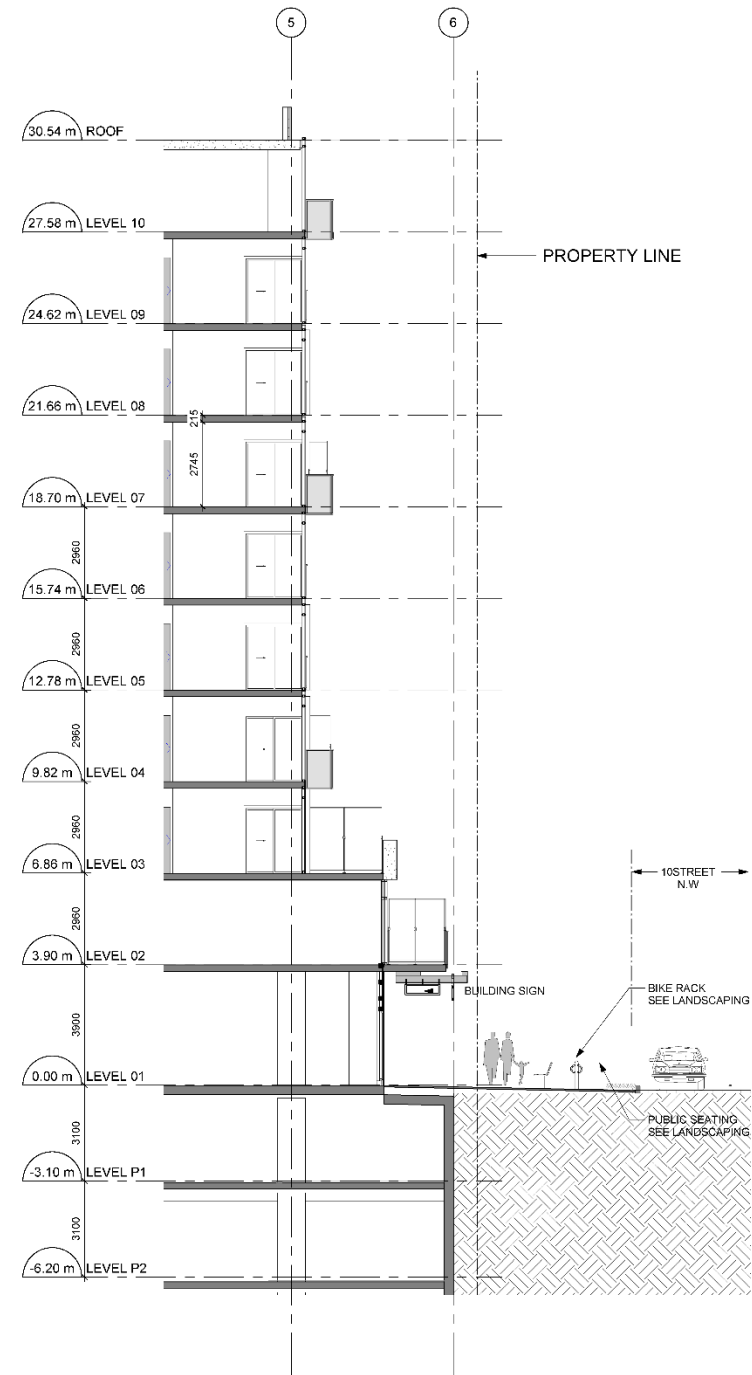 5
6
30.54 m ROOF
27.58 m LEVEL 10
PROPERTY LINE
24.62 m LEVEL 09
21.66 m LEVEL 08
215
2745
18.70 m LEVEL 07
2960
15.74 m LEVEL 06
2960
12.78 m LEVEL 05
2960
9.82 m LEVEL 04
2960
6.86 m LEVEL 03
10STREET
N.W
2960
3.90 m LEVEL 02
BUILDING SIGN
BIKE RACK
SEE LANDSCAPING
3900
0.00 m LEVEL 01
PUBLIC SEATING
SEE LANDSCAPING
3100
-3.10 m LEVEL P1
3100
-6.20 m LEVEL P2